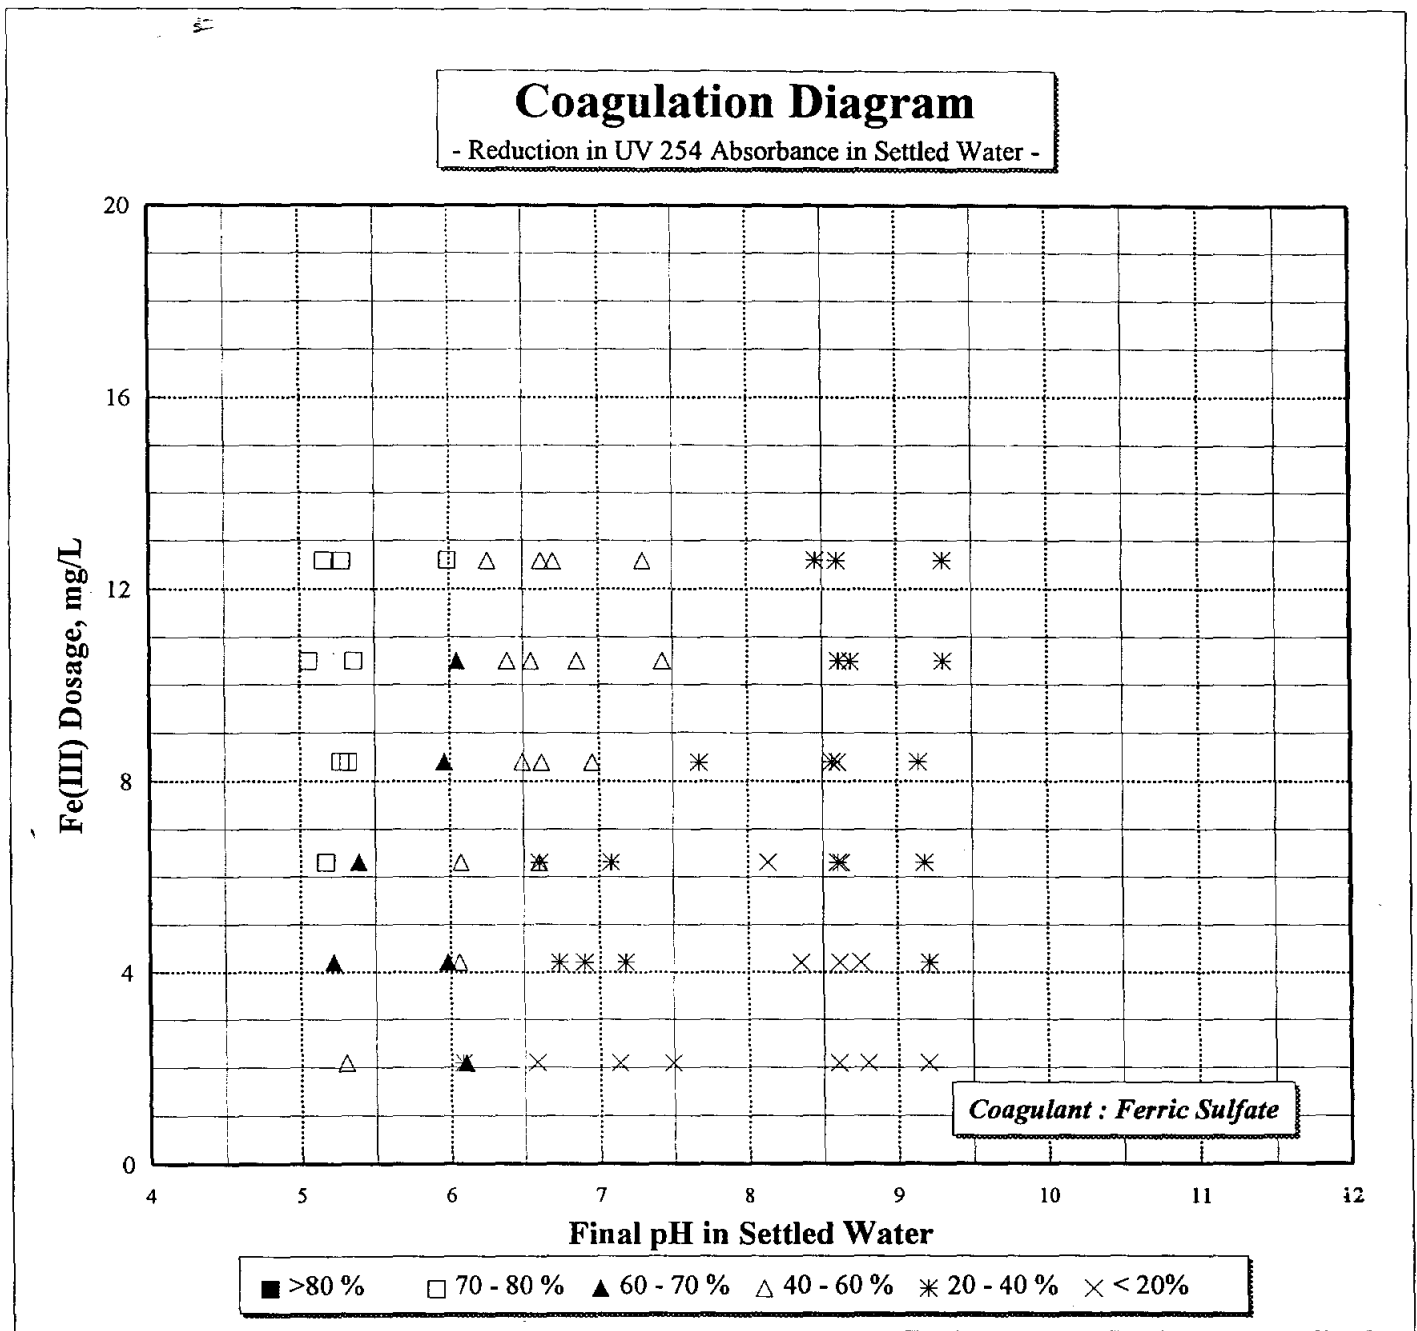 Coagulation Diagram
- Reduction in UV 254 Absorbance in Settled Water -
20
16
12
8
4
0
Fe(III) Dosage, mg/L
Coagulant : Ferric Sulfate
4 5 6 7 8 9 10 11 12
Final pH in Settled Water
>80 % 70 - 80 % 60 - 70 % 40 - 60 % 20 - 40 % < 20%